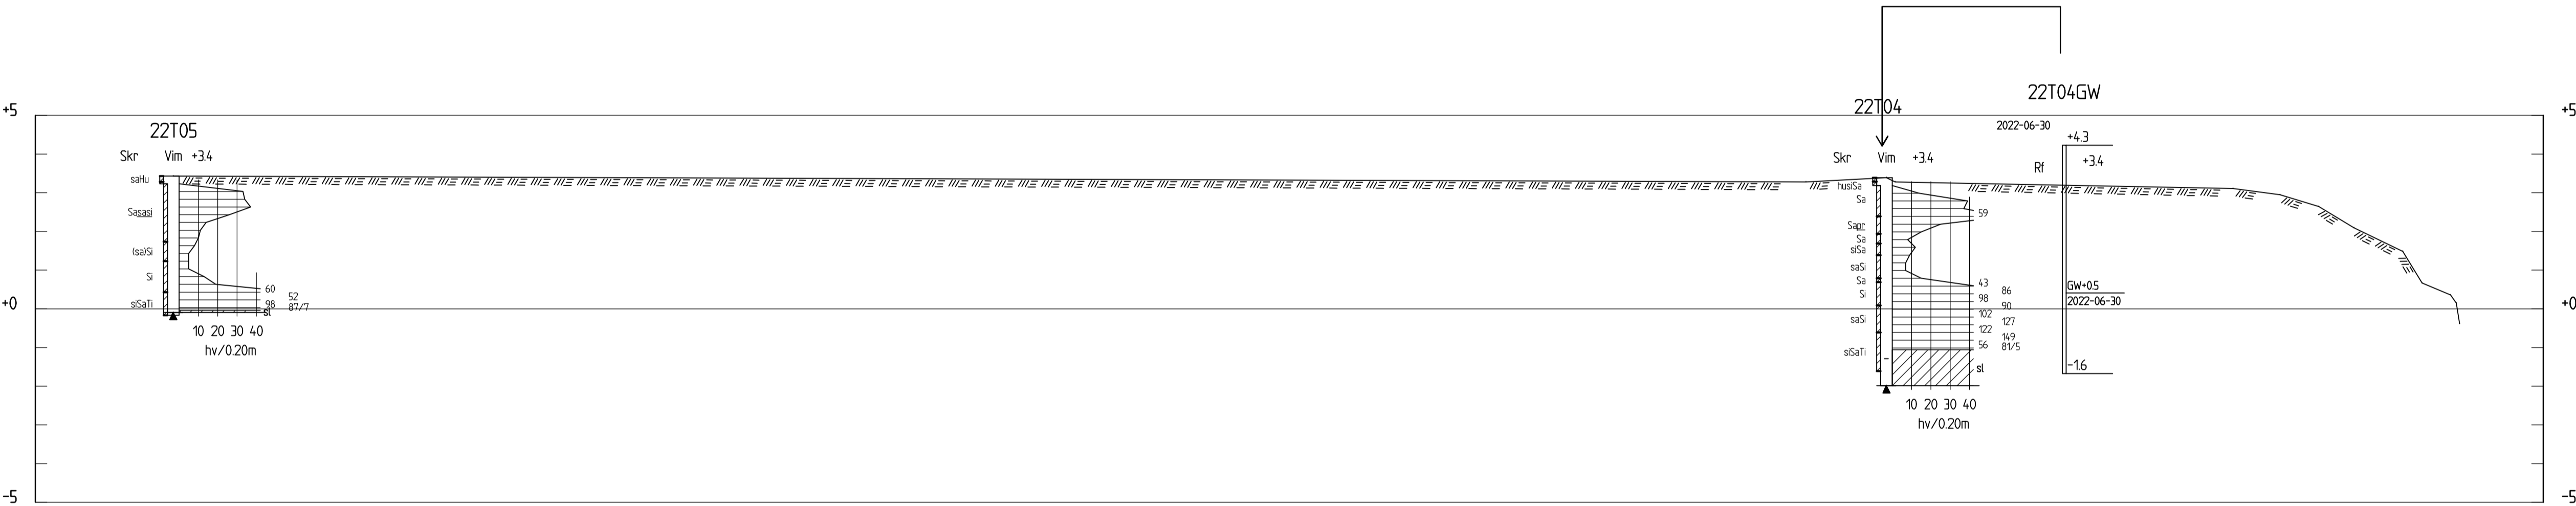 +5
22T05
Skr Vim +3.4
saHu
Sasasi
(sa)Si
Si
siSaTi
60
52
98
87/7
sl
10 20 30 40
hv/0.20m
+0
-5
22T04
Skr Vim +3.4
husiSa
Sa
59
Sapr
Sa
siSa
saSi
Sa
43
Si
86
98
90
102
saSi
127
122
149
56
81/5
siSaTi
sl
10 20 30 40
hv/0.20m
22T04GW
2022-06-30
+4.3
Rf
+3.4
GW+0.5
2022-06-30
-1.6
+5
+0
-5